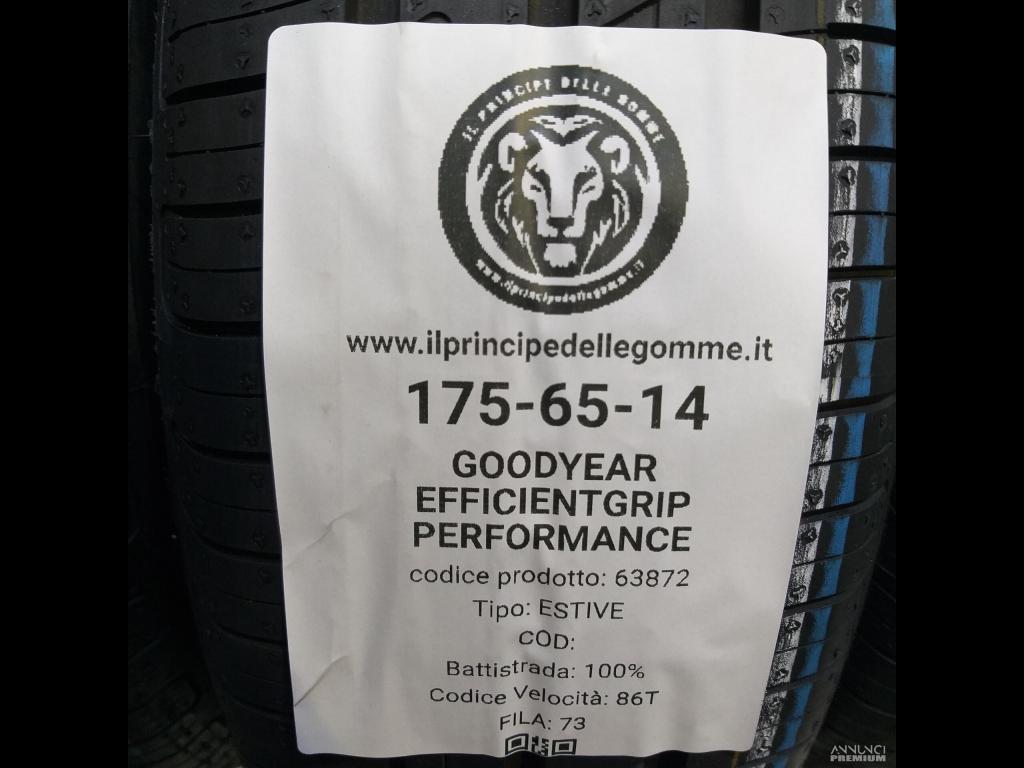 IL PRINCIPE DELLE GOMME
www.ilprincipedellegomme.it
www.ilprincipedellegomme.it
175-65-14
GOODYEAR
EFFICIENTGRIP
PERFORMANCE
codice prodotto: 63872
Tipo: ESTIVE
COD:
Battistrada: 100%
Codice Velocità: 86T
FILA: 73
ANNUNCI
PREMIUM